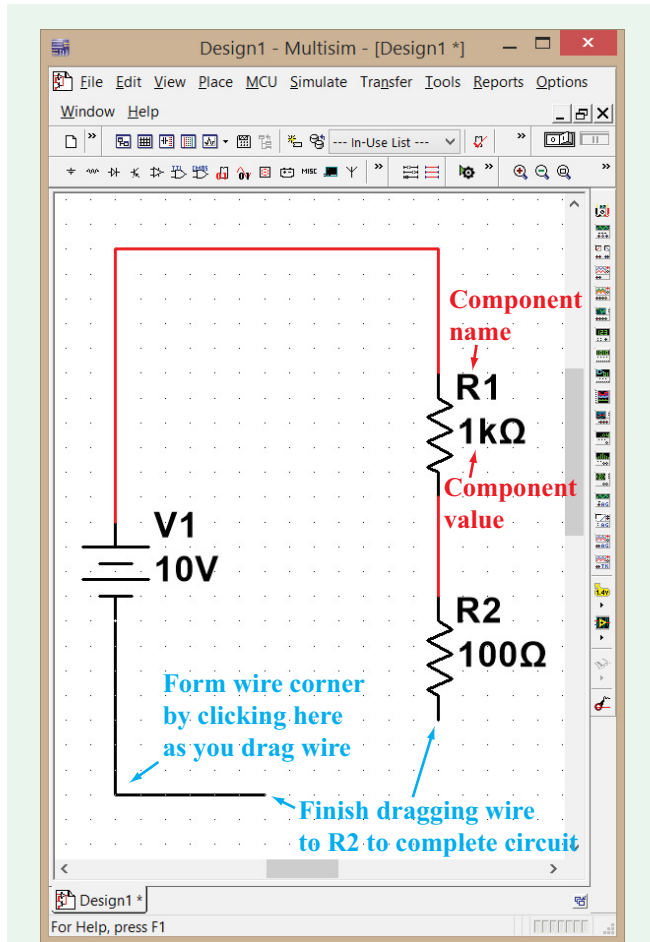 Design1 - Multisim - [Design1 *]
File Edit View Place MCU Simulate Transfer Tools Reports Options
Window Help
--- In-Use List ---
MISC
Component
name
R1
1kΩ
Component
value
V1
10V
R2
100Ω
Form wire corner
by clicking here
as you drag wire
Finish dragging wire
to R2 to complete circuit
Design1 *
For Help, press F1